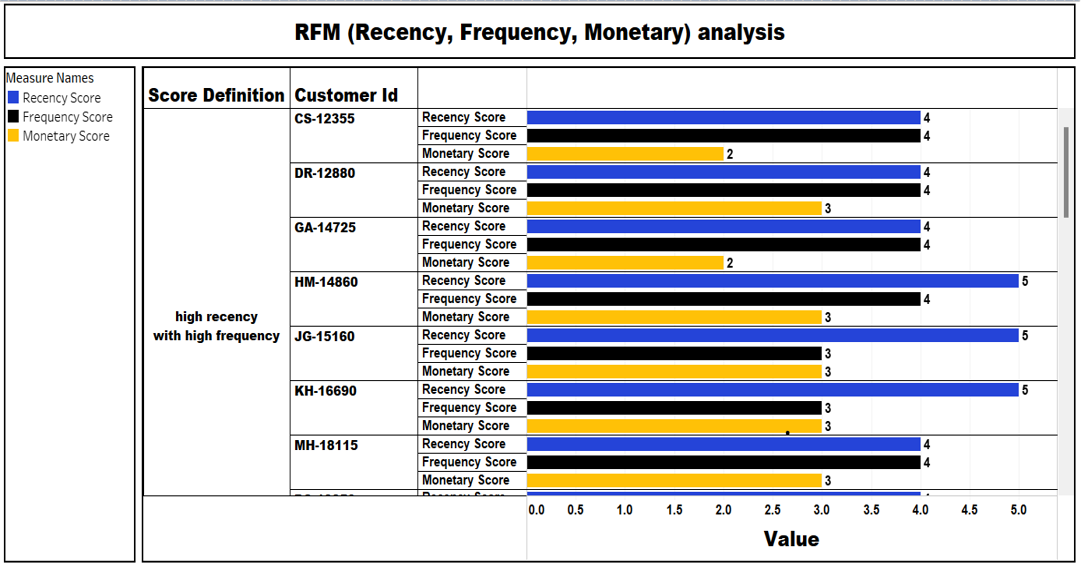 RFM (Recency, Frequency, Monetary) analysis
Measure Names
Recency Score
Frequency Score
Monetary Score
Score Definition Customer Id
high recency
with high frequency
CS-12355
Recency Score 4
Frequency Score 4
Monetary Score 2
DR-12880
Recency Score 4
Frequency Score 4
Monetary Score 3
GA-14725
Recency Score 4
Frequency Score 4
Monetary Score 2
HM-14860
Recency Score 5
Frequency Score 4
Monetary Score 3
JG-15160
Recency Score 5
Frequency Score 3
Monetary Score 3
KH-16690
Recency Score 5
Frequency Score 3
Monetary Score 3
MH-18115
Recency Score 4
Frequency Score 4
Monetary Score 3
0.0 0.5 1.0 1.5 2.0 2.5 3.0 3.5 4.0 4.5 5.0
Value